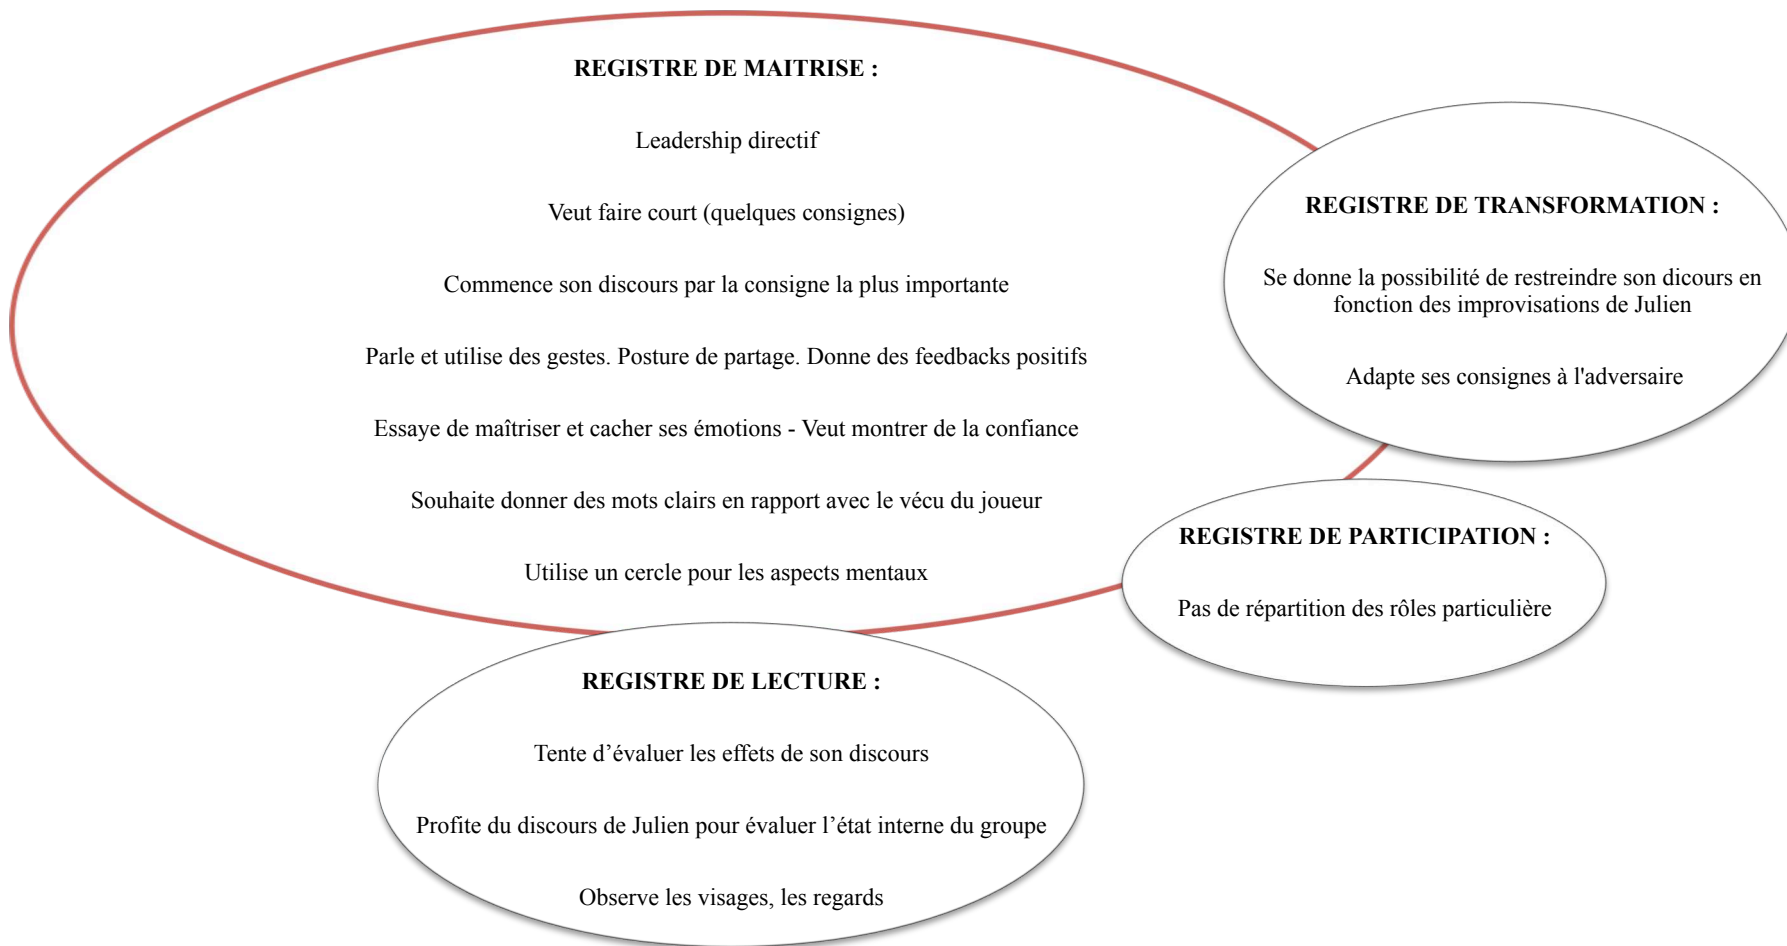 REGISTRE DE MAITRISE :
Leadership directif
Veut faire court (quelques consignes)
Commence son discours par la consigne la plus importante
Parle et utilise des gestes. Posture de partage. Donne des feedbacks positifs
Essaye de maîtriser et cacher ses émotions - Veut montrer de la confiance
Souhaite donner des mots clairs en rapport avec le vécu du joueur
Utilise un cercle pour les aspects mentaux
REGISTRE DE TRANSFORMATION :
Se donne la possibilité de restreindre son dicours en
fonction des improvisations de Julien
Adapte ses consignes à l'adversaire
REGISTRE DE PARTICIPATION :
Pas de répartition des rôles particulière
REGISTRE DE LECTURE :
Tente d’évaluer les effets de son discours
Profite du discours de Julien pour évaluer l’état interne du groupe
Observe les visages, les regards